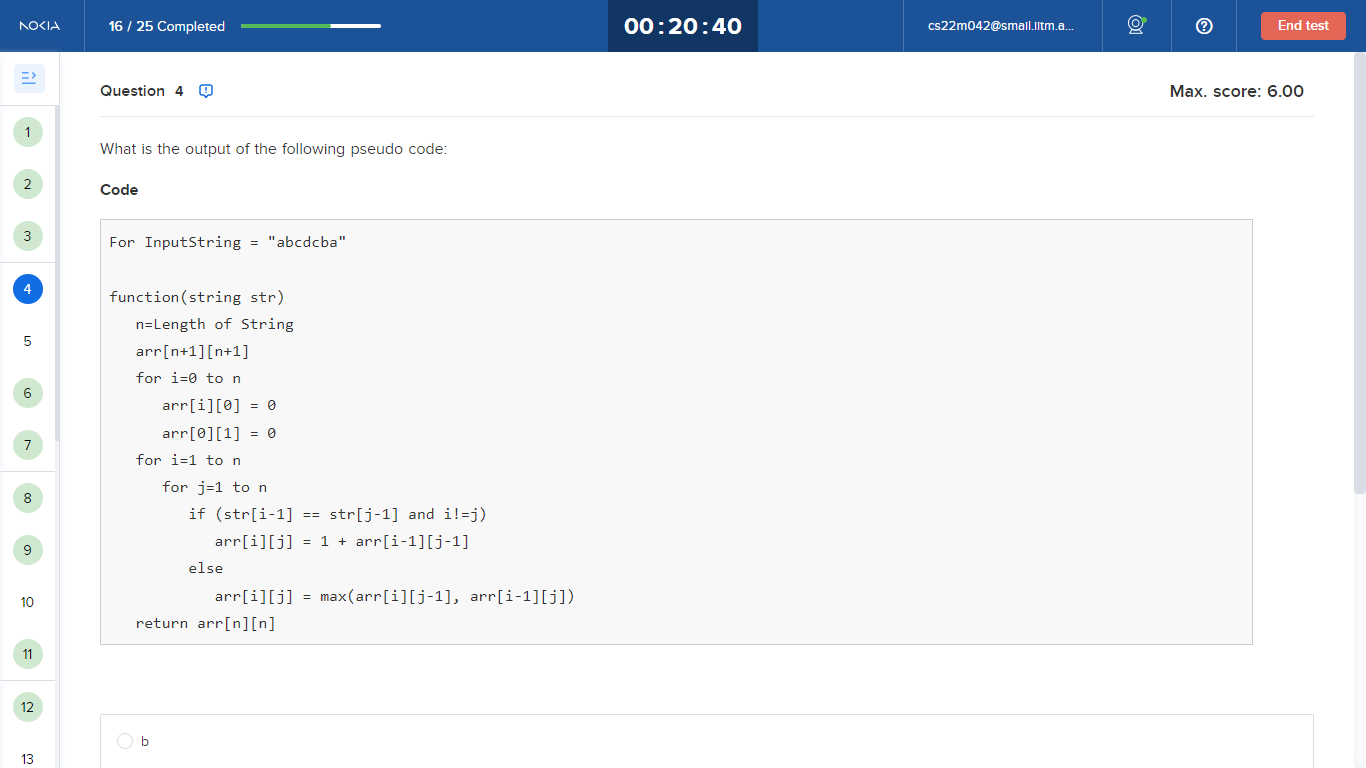 NOKIA
16 / 25 Completed
00:20:40
cs22m042@smail.iitm.a...
End test
Question 4
Max. score: 6.00
1
2
3
4
5
6
7
8
9
10
11
12
13
What is the output of the following pseudo code:
Code
For InputString = "abcdcba"
function(string str)
n=Length of String
arr[n+1][n+1]
for i=0 to n
arr[i][0] = 0
arr[0][1] = 0
for i=1 to n
for j=1 to n
if (str[i-1] == str[j-1] and i!=j)
arr[i][j] = 1 + arr[i-1][j-1]
else
arr[i][j] = max(arr[i][j-1], arr[i-1][j])
return arr[n][n]
b